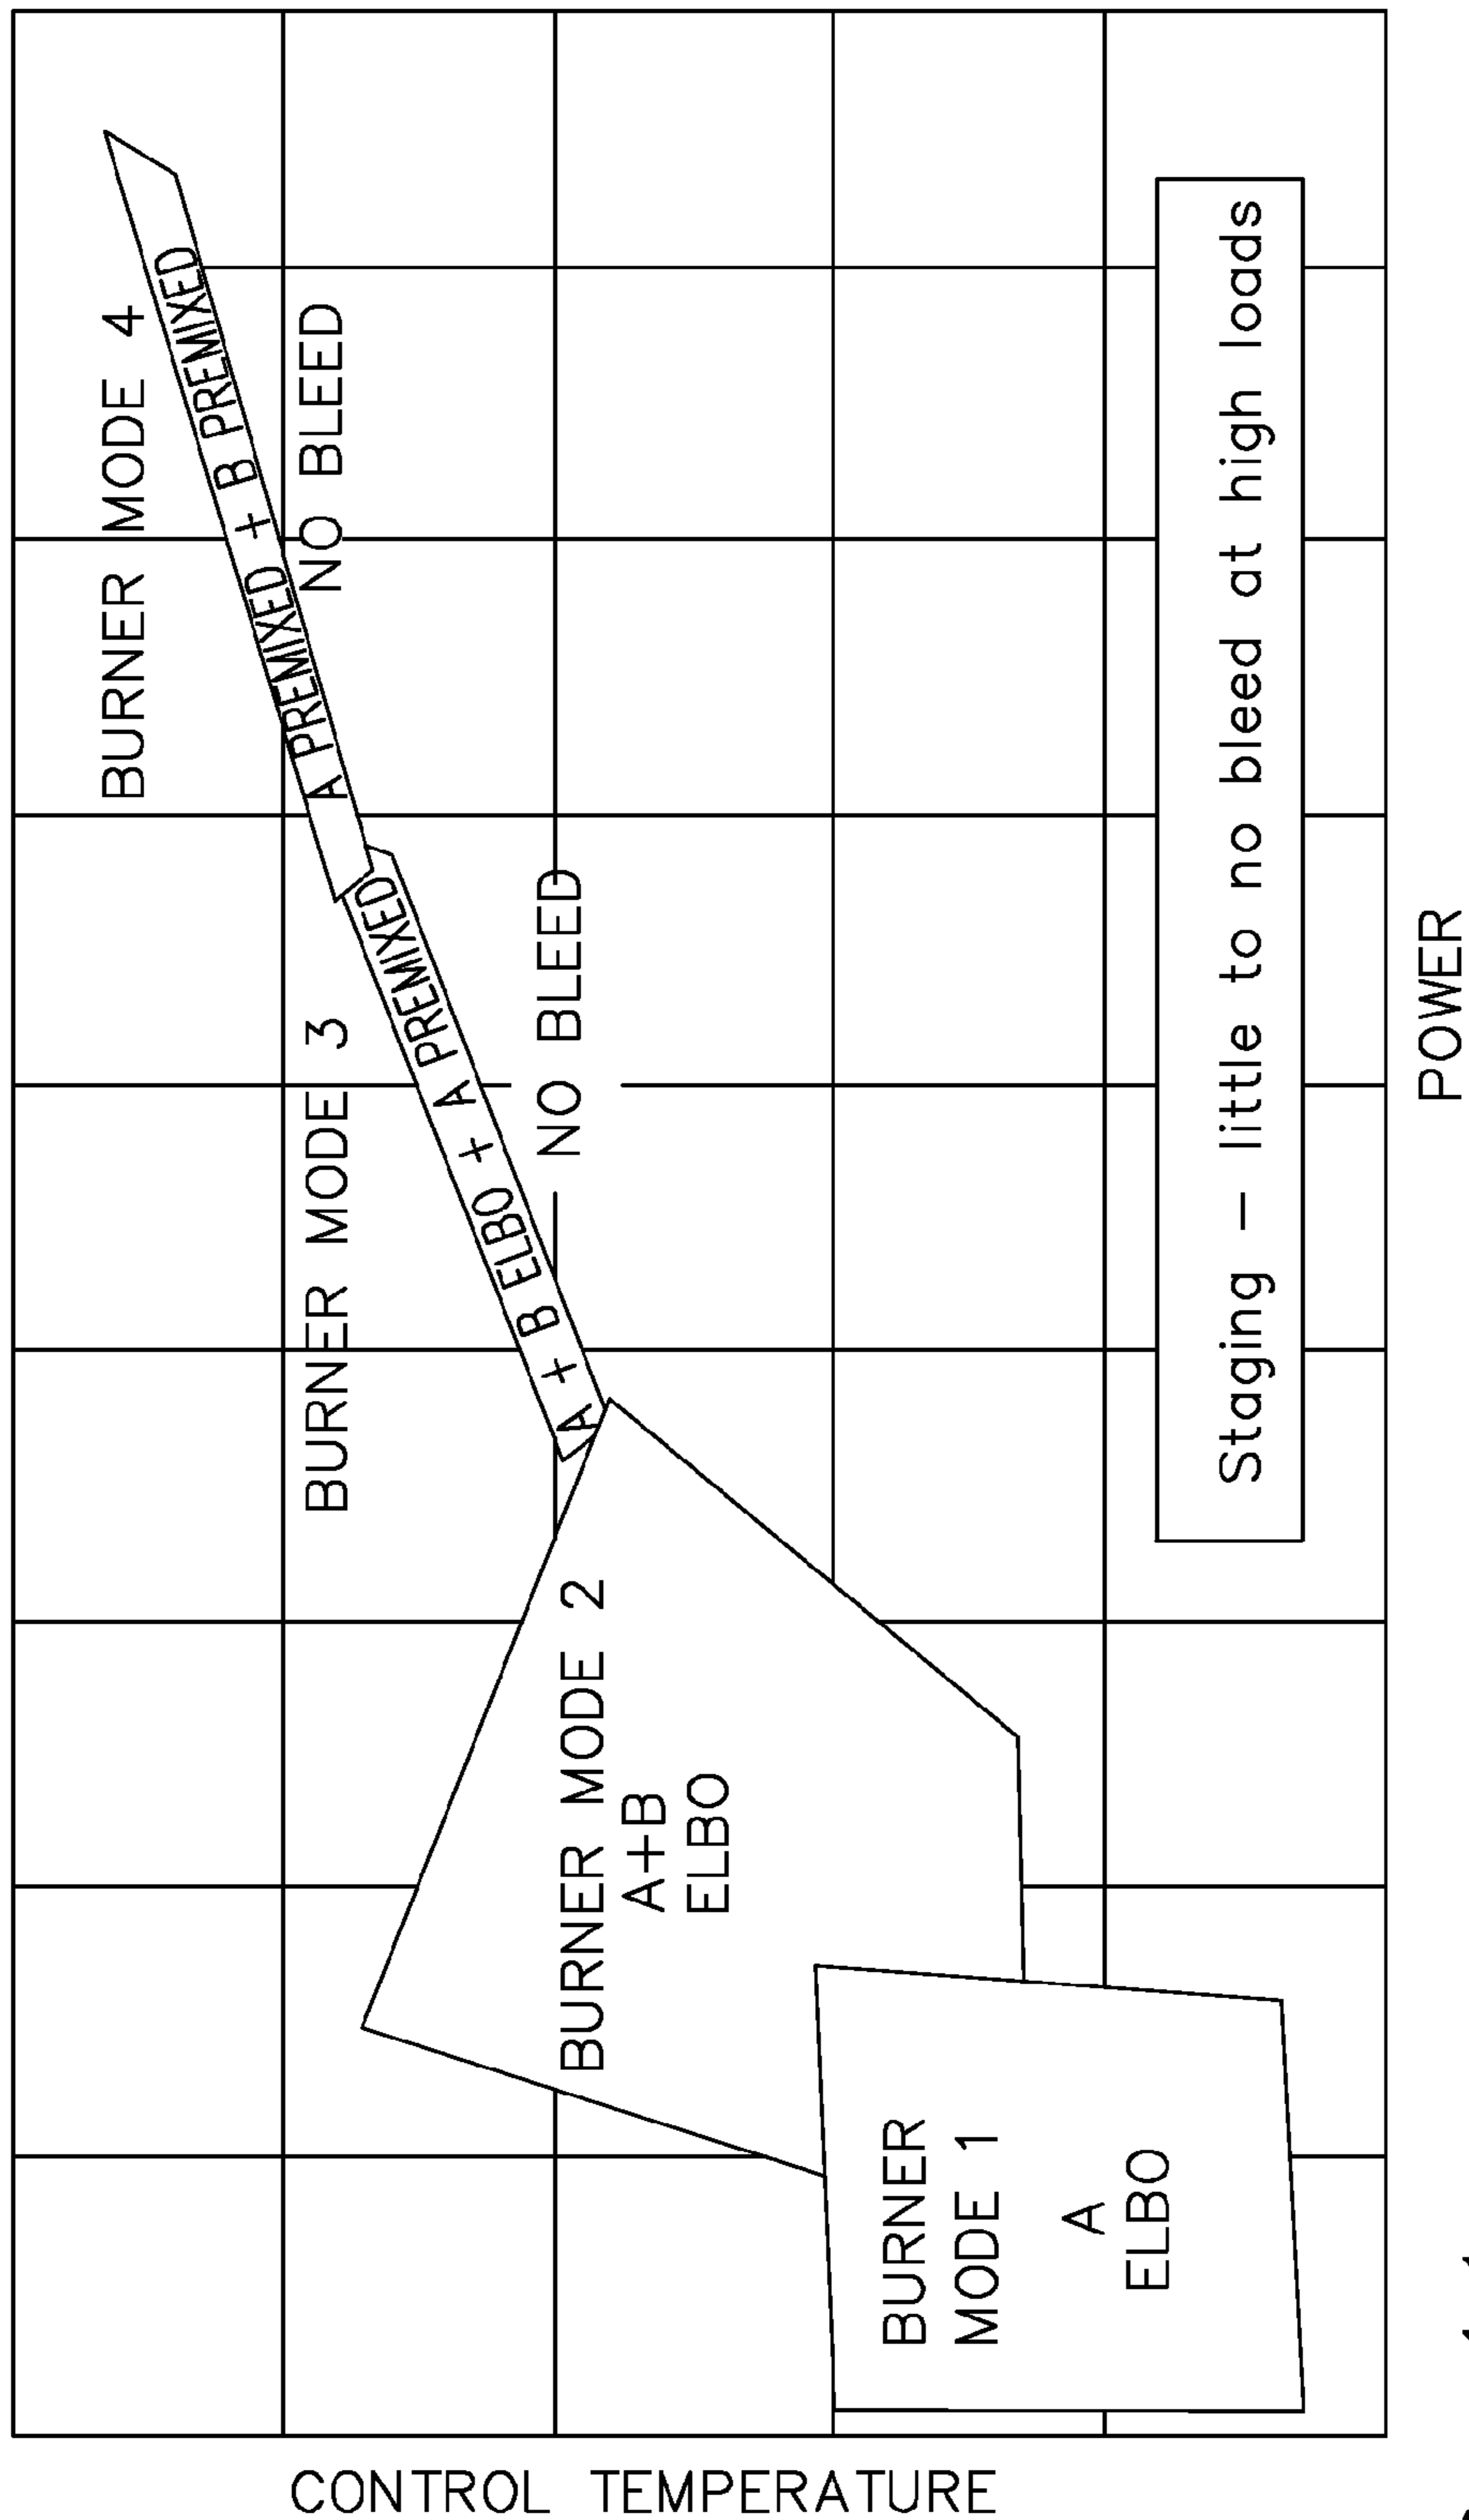 BURNER MODE 4
A PREMIXED + B PREMIXED
NO BLEED
BURNER MODE 3
A + B ELBO + A PREMIXED
NO BLEED
BURNER MODE 2
A+B
ELBO
BURNER
MODE 1
A
ELBO
Staging — little to no bleed at high loads
CONTROL TEMPERATURE
POWER